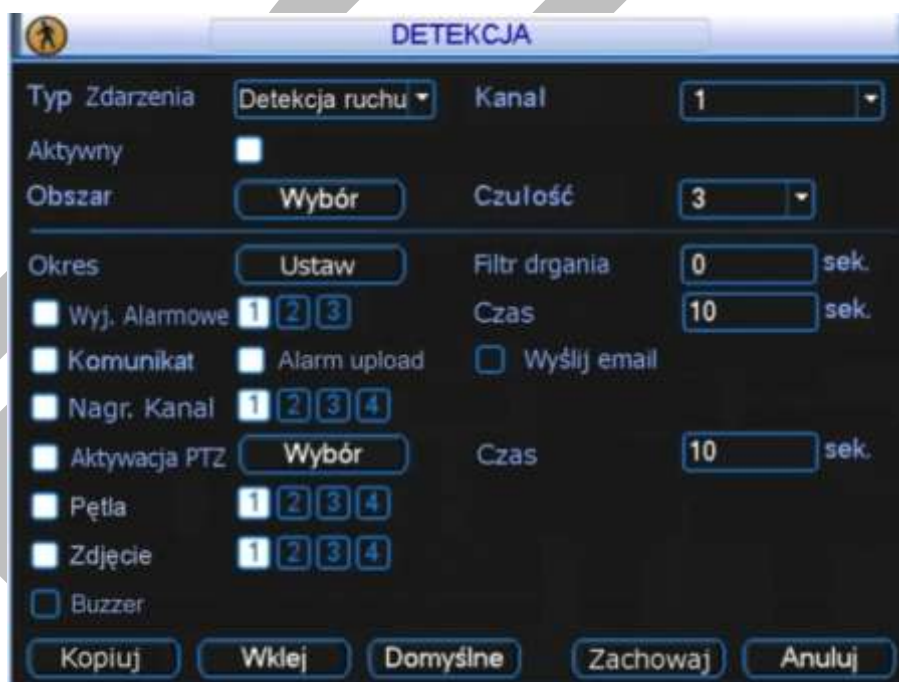 DETEKCJA
Typ Zdarzenia Detekcja ruchu Kanal 1
Aktywny
Obszar Wybór Czułość 3
Okres Ustaw Filtr drgania 0 sek.
Wyj. Alarmowe 1 2 3 Czas 10 sek.
Komunikat Alarm upload Wyślij email
Nagr. Kanal 1 2 3 4
Aktywacja PTZ Wybór Czas 10 sek.
Pętla 1 2 3 4
Zdjęcie 1 2 3 4
Buzzer
Kopiuj Wklej Domyślne Zachowaj Anuluj